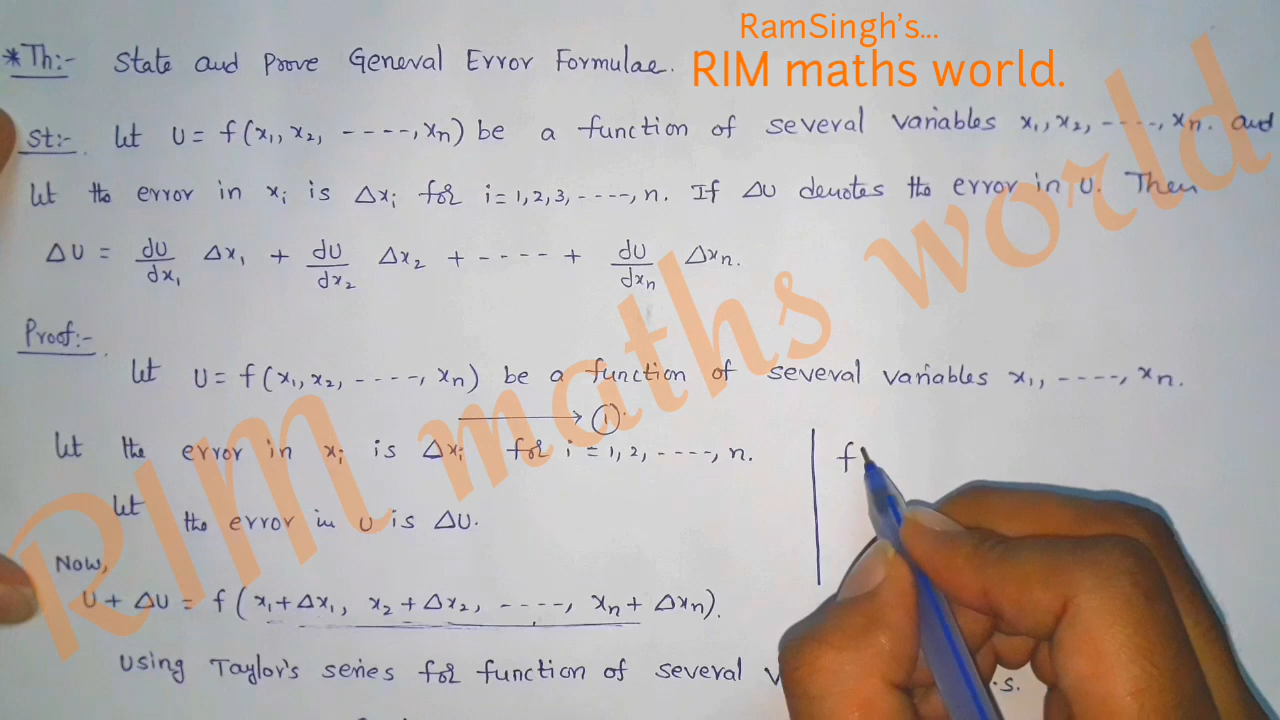 RamSingh's...
RIM maths world.
*Th:- State and Prove General Error Formulae.
St:- Let U = f(x₁, x₂, -----, xₙ) be a function of several variables x₁, x₂, -----, xₙ. and
let the error in xᵢ is Δxᵢ for i = 1, 2, 3, -----, n. If ΔU denotes the error in U. Then
ΔU = dU/dx₁ Δx₁ + dU/dx₂ Δx₂ + ---- + dU/dxₙ Δxₙ.
Proof:-
Let U = f(x₁, x₂, -----, xₙ) be a function of several variables x₁, -----, xₙ.
→ ①.
Let the error in xᵢ is Δxᵢ for i = 1, 2, -----, n.
f
Let the error in U is ΔU.
Now,
U + ΔU = f(x₁+Δx₁, x₂+Δx₂, ----, xₙ+Δxₙ).
Using Taylor's series for function of several v
.s.
RIM maths world